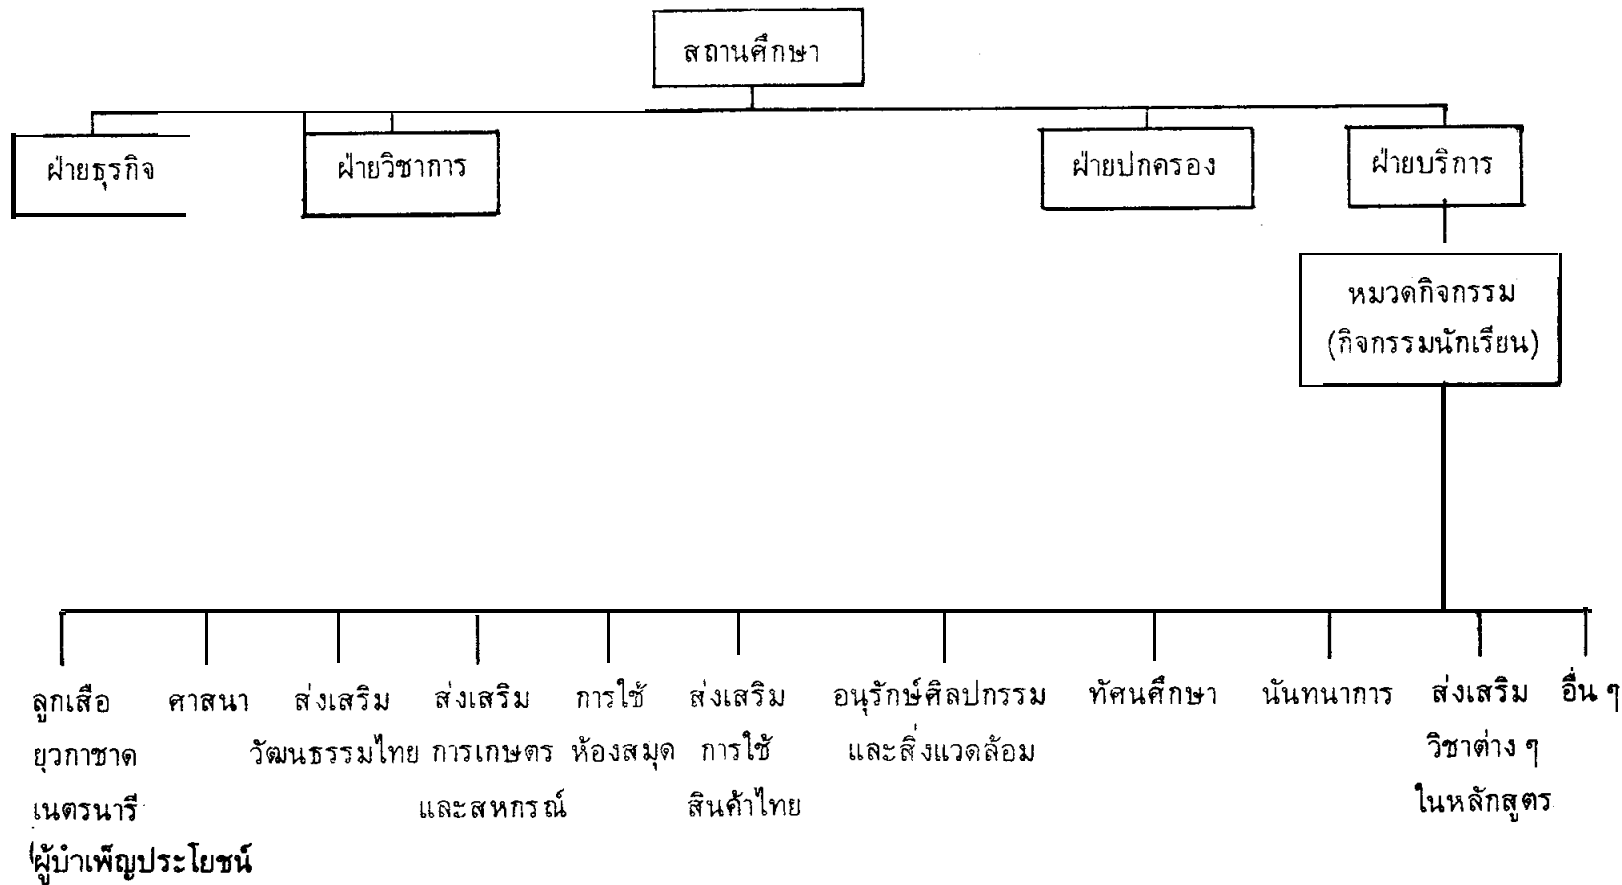 สถานศึกษา
ฝ่ายธุรกิจ
ฝ่ายวิชาการ
ฝ่ายปกครอง
ฝ่ายบริการ
หมวดกิจกรรม
(กิจกรรมนักเรียน)
ลูกเสือ
ยุวกาชาด
เนตรนารี
ผู้บำเพ็ญประโยชน์
ศาสนา
ส่งเสริม
วัฒนธรรมไทย
ส่งเสริม
การเกษตร
และสหกรณ์
การใช้
ห้องสมุด
ส่งเสริม
การใช้
สินค้าไทย
อนุรักษ์ศิลปกรรม
และสิ่งแวดล้อม
ทัศนศึกษา
นันทนาการ
ส่งเสริม
วิชาต่าง ๆ
ในหลักสูตร
อื่น ๆ